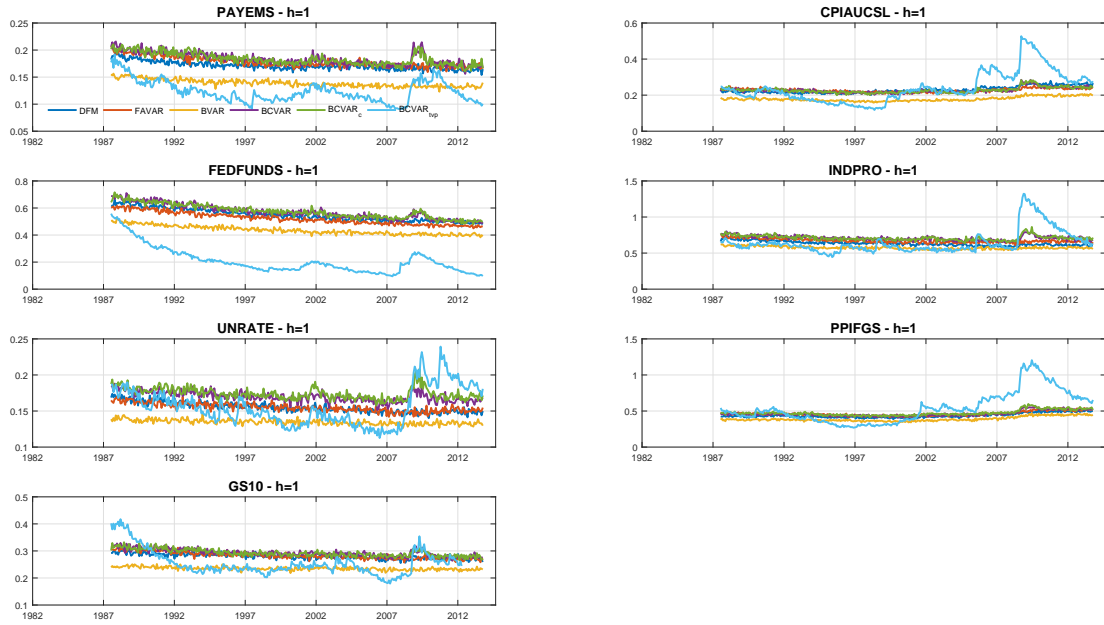 PAYEMS - h=1
0.25
0.2
0.15
0.1
0.05
DFM FAVAR BVAR BCVAR BCVARc BCVARtvp
1982 1987 1992 1997 2002 2007 2012
CPIAUCSL - h=1
0.6
0.4
0.2
0
1982 1987 1992 1997 2002 2007 2012
FEDFUNDS - h=1
0.8
0.6
0.4
0.2
0
1982 1987 1992 1997 2002 2007 2012
INDPRO - h=1
1.5
1
0.5
0
1982 1987 1992 1997 2002 2007 2012
UNRATE - h=1
0.25
0.2
0.15
0.1
1982 1987 1992 1997 2002 2007 2012
PPIFGS - h=1
1.5
1
0.5
0
1982 1987 1992 1997 2002 2007 2012
GS10 - h=1
0.5
0.4
0.3
0.2
0.1
1982 1987 1992 1997 2002 2007 2012